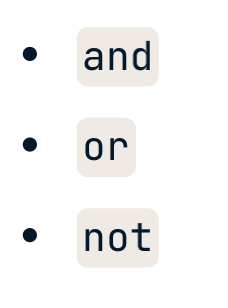 • and
• or
• not